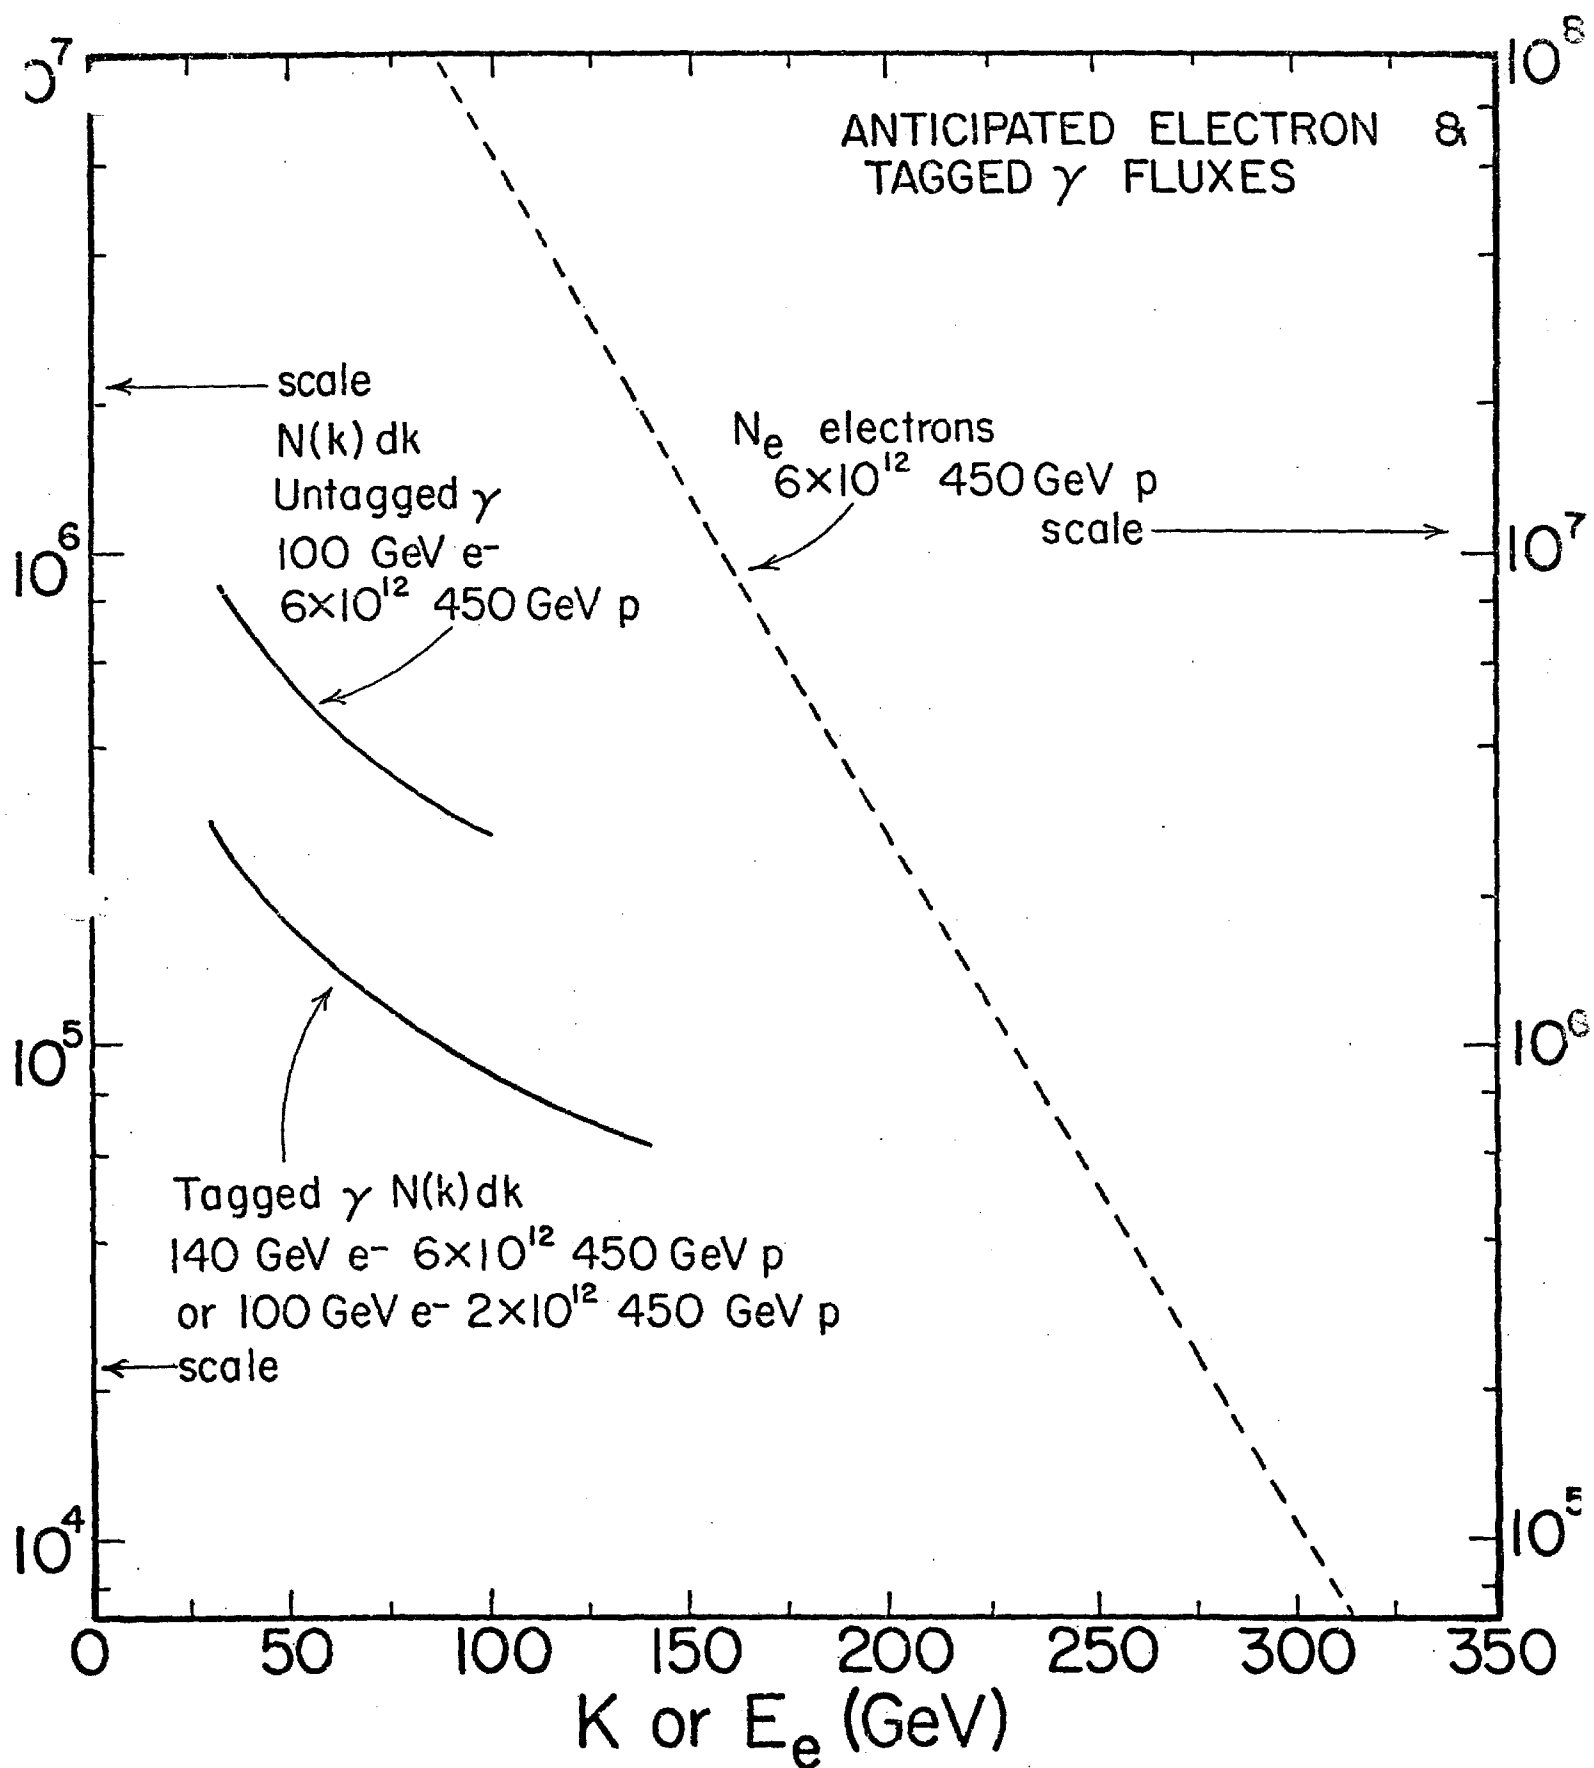 10⁸
ANTICIPATED ELECTRON &
TAGGED γ FLUXES
scale
N(k) dk
Untagged γ
100 GeV e-
6×10¹² 450 GeV p
Nₑ electrons
6×10¹² 450 GeV p
scale
10⁶
10⁷
10⁵
10⁶
Tagged γ N(k) dk
140 GeV e- 6×10¹² 450 GeV p
or 100 GeV e- 2×10¹² 450 GeV p
scale
10⁴
10⁵
0 50 100 150 200 250 300 350
K or Eₑ (GeV)